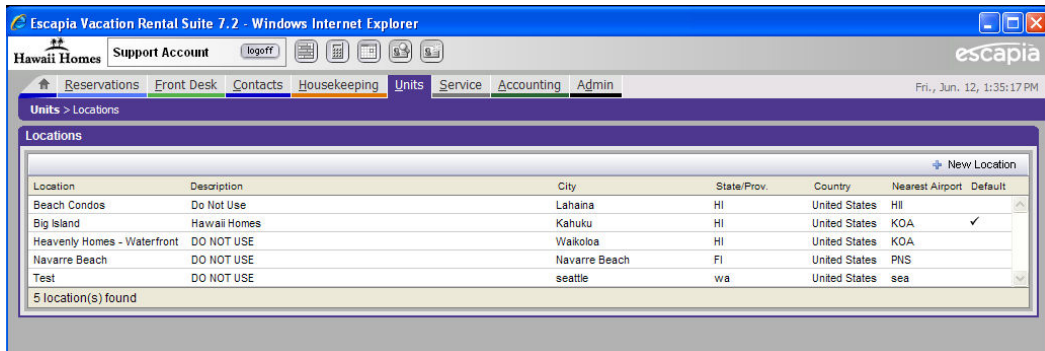 Escapia Vacation Rental Suite 7.2 - Windows Internet Explorer
Hawaii Homes Support Account logoff escapia
Reservations Front Desk Contacts Housekeeping Units Service Accounting Admin Fri., Jun. 12, 1:35:17 PM
Units > Locations
Locations
New Location
Location Description City State/Prov. Country Nearest Airport Default
Beach Condos Do Not Use Lahaina HI United States HII
Big Island Hawaii Homes Kahuku HI United States KOA ✓
Heavenly Homes - Waterfront DO NOT USE Waikoloa HI United States KOA
Navarre Beach DO NOT USE Navarre Beach FI United States PNS
Test DO NOT USE seattle wa United States sea
5 location(s) found